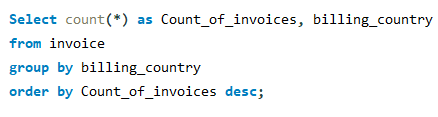 Select count(*) as Count_of_invoices, billing_country
from invoice
group by billing_country
order by Count_of_invoices desc;